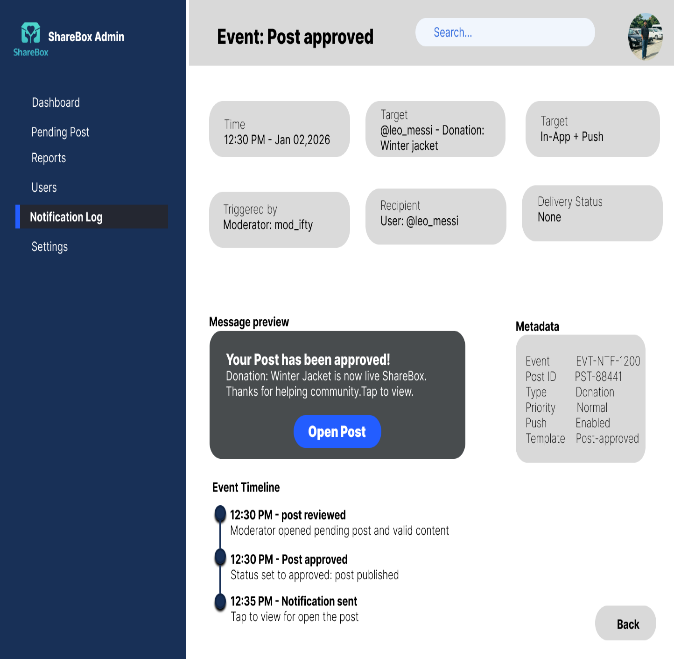 ShareBox Admin
ShareBox
Dashboard
Pending Post
Reports
Users
Notification Log
Settings
Event: Post approved
Search...
Time
12:30 PM - Jan 02,2026
Target
@leo_messi - Donation:
Winter jacket
Target
In-App + Push
Triggered by
Moderator: mod_ifty
Recipient
User: @leo_messi
Delivery Status
None
Message preview
Your Post has been approved!
Donation: Winter Jacket is now live ShareBox.
Thanks for helping community.Tap to view.
Open Post
Metadata
Event EVT-NTF-1200
Post ID PST-88441
Type Donation
Priority Normal
Push Enabled
Template Post-approved
Event Timeline
12:30 PM - post reviewed
Moderator opened pending post and valid content
12:30 PM - Post approved
Status set to approved: post published
12:35 PM - Notification sent
Tap to view for open the post
Back